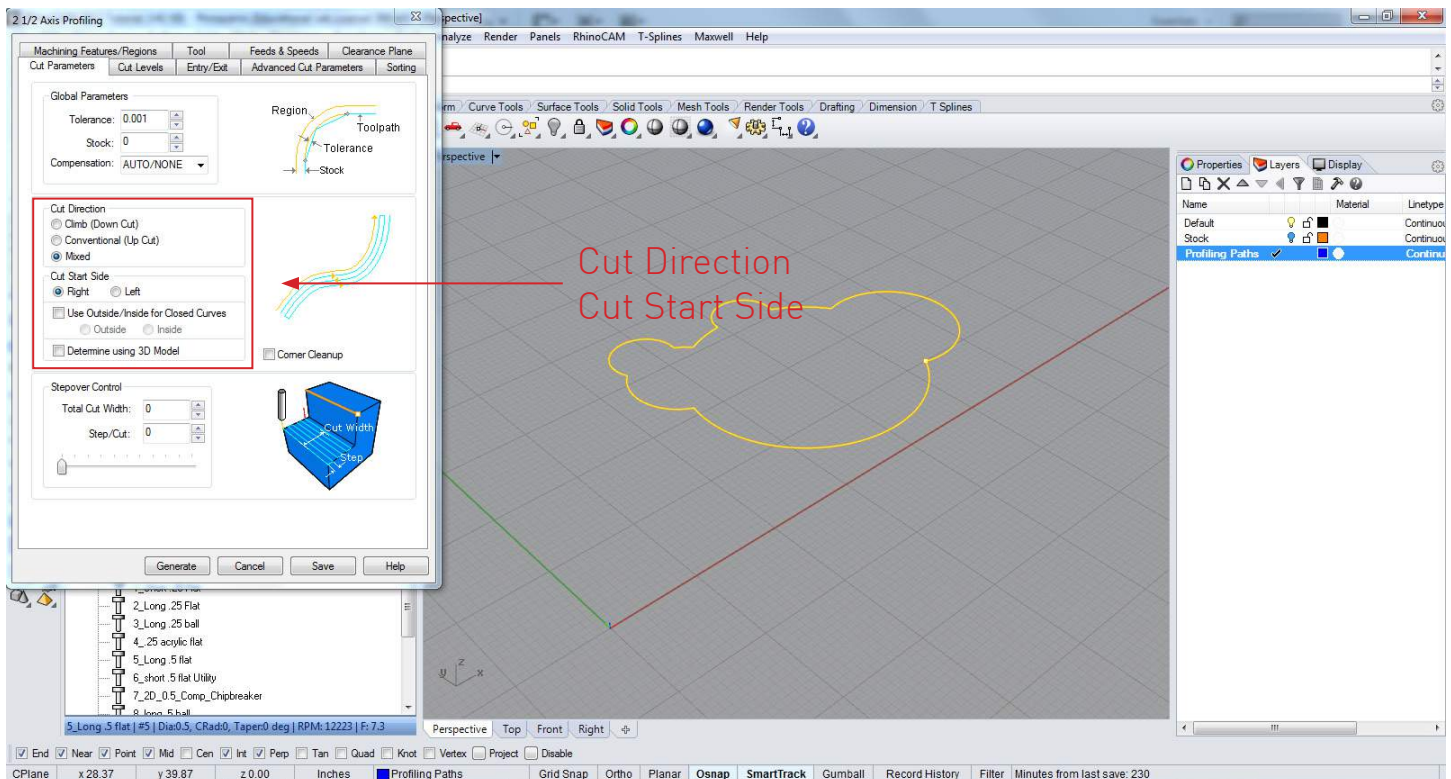 2 1/2 Axis Profiling
spective]
nalyze Render Panels RhinoCAM T-Splines Maxwell Help
Machining Features/Regions Tool Feeds & Speeds Clearance Plane
Cut Parameters Cut Levels Entry/Exit Advanced Cut Parameters Sorting
Global Parameters
Tolerance: 0.001
Stock: 0
Compensation: AUTO/NONE
Region
Toolpath
Tolerance
Stock
Cut Direction
Climb (Down Cut)
Conventional (Up Cut)
Mixed
Cut Start Side
Right Left
Use Outside/Inside for Closed Curves
Outside Inside
Determine using 3D Model
Corner Cleanup
Stepover Control
Total Cut Width: 0
Step/Cut: 0
Cut Width
Step
Generate Cancel Save Help
rm Curve Tools Surface Tools Solid Tools Mesh Tools Render Tools Drafting Dimension T Splines
rspective
Cut Direction
Cut Start Side
z
y x
Properties Layers Display
Name Material Linetype
Default Continuou
Stock Continuou
Profiling Paths Continu
2_Long .25 Flat
3_Long .25 ball
4_.25 acrylic flat
5_Long .5 flat
6_short .5 flat Utility
7_2D_0.5_Comp_Chipbreaker
8_long .5 ball
5_Long .5 flat | #5 | Dia:0.5, CRad:0, Taper:0 deg | RPM: 12223 | F: 7.3
Perspective Top Front Right
End Near Point Mid Cen Int Perp Tan Quad Knot Vertex Project Disable
CPlane x 28.37 y 39.87 z 0.00 Inches Profiling Paths Grid Snap Ortho Planar Osnap SmartTrack Gumball Record History Filter Minutes from last save: 230